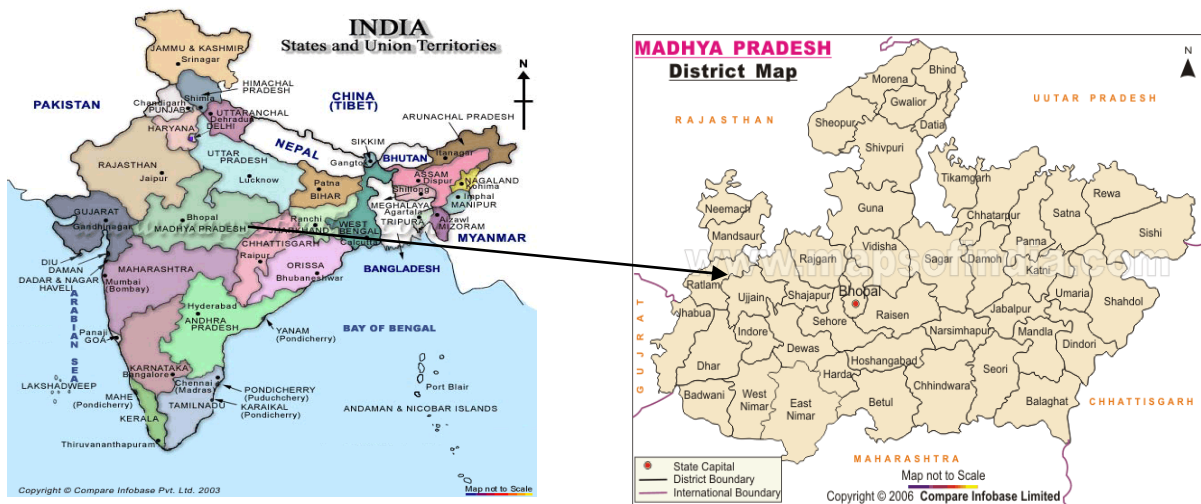 INDIA
States and Union Territories
N
JAMMU & KASHMIR
Srinagar
HIMACHAL
PRADESH
PAKISTAN
CHINA
(TIBET)
Chandigarh
Shimla
PUNJAB
UTTARANCHAL
Dehradun
HARYANA
DELHI
ARUNACHAL PRADESH
SIKKIM
NEPAL
RAJASTHAN
Jaipur
UTTAR
PRADESH
Lucknow
Gangtok
BHUTAN
Itanagar
ASSAM
Dispur
NAGALAND
Kohima
Patna
BIHAR
Shillong
MEGHALAYA
Imphal
MANIPUR
Agartala
TRIPURA
Aizawl
MIZORAM
GUJARAT
Gandhinagar
Bhopal
MADHYA PRADESH
Ranchi
JHARKHAND
WEST
BENGAL
Calcutta
MYANMAR
CHHATTISGARH
Raipur
BANGLADESH
DIU
DAMAN
DADAR & NAGAR
HAVELI
MAHARASHTRA
Mumbai
(Bombay)
ORISSA
Bhubaneshwar
Hyderabad
ANDHRA
PRADESH
YANAM
(Pondicherry)
BAY OF BENGAL
ARABIAN SEA
Panaji
GOA
KARNATAKA
Bangalore
Chennai
(Madras)
PONDICHERRY
(Puduchchery)
KARAIKAL
(Pondicherry)
LAKSHADWEEP
MAHE
(Pondicherry)
TAMILNADU
KERALA
Thiruvananthapuram
Port Blair
ANDAMAN & NICOBAR ISLANDS
Copyright © Compare Infobase Pvt. Ltd. 2003
Map not to Scale
MADHYA PRADESH
District Map
N
RAJASTHAN
UUTAR PRADESH
GUJRAT
CHHATTISGARH
MAHARASHTRA
Morena
Bhind
Gwalior
Sheopur
Datia
Shivpuri
Tikamgarh
Rewa
Neemach
Guna
Chhatarpur
Satna
Sishi
Mandsaur
Vidisha
Panna
Rajgarh
Sagar
Damoh
Katni
www.mapsofindia.com
Ratlam
Ujjain
Shajapur
Bhopal
Umaria
Shahdol
Jhabua
Indore
Sehore
Raisen
Jabalpur
Narsimhapur
Mandla
Dindori
Dewas
Hoshangabad
Dhar
Harda
Seori
Chhindwara
Badwani
West
Nimar
East
Nimar
Betul
Balaghat
State Capital
District Boundary
International Boundary
Map not to Scale
Copyright © 2006 Compare Infobase Limited